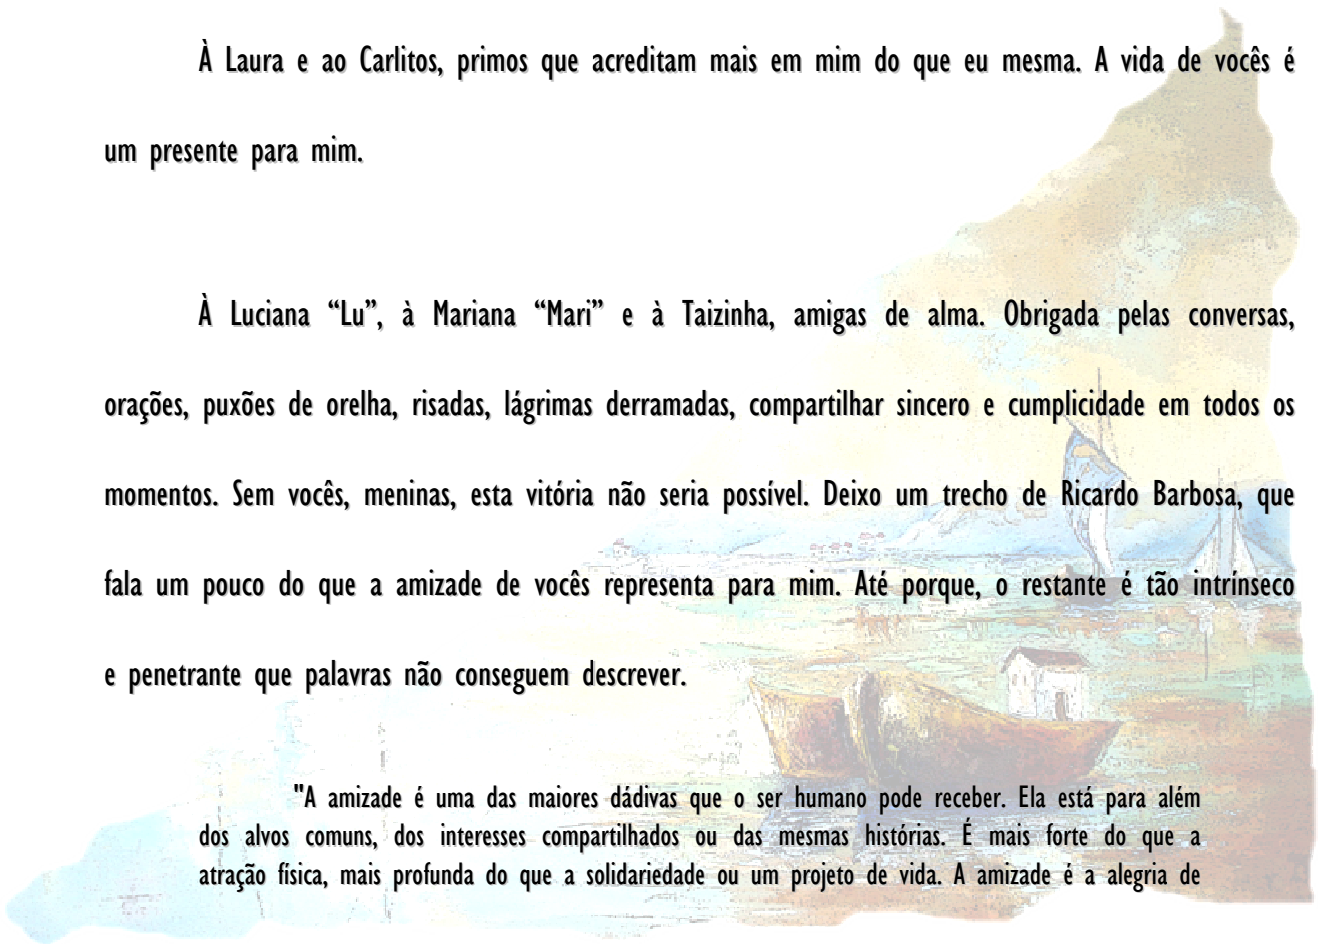 À Laura e ao Carlitos, primos que acreditam mais em mim do que eu mesma. A vida de vocês é
um presente para mim.
À Luciana “Lu”, à Mariana “Mari” e à Taizinha, amigas de alma. Obrigada pelas conversas,
orações, puxões de orelha, risadas, lágrimas derramadas, compartilhar sincero e cumplicidade em todos os
momentos. Sem vocês, meninas, esta vitória não seria possível. Deixo um trecho de Ricardo Barbosa, que
fala um pouco do que a amizade de vocês representa para mim. Até porque, o restante é tão intrínseco
e penetrante que palavras não conseguem descrever.
"A amizade é uma das maiores dádivas que o ser humano pode receber. Ela está para além
dos alvos comuns, dos interesses compartilhados ou das mesmas histórias. É mais forte do que a
atração física, mais profunda do que a solidariedade ou um projeto de vida. A amizade é a alegria de